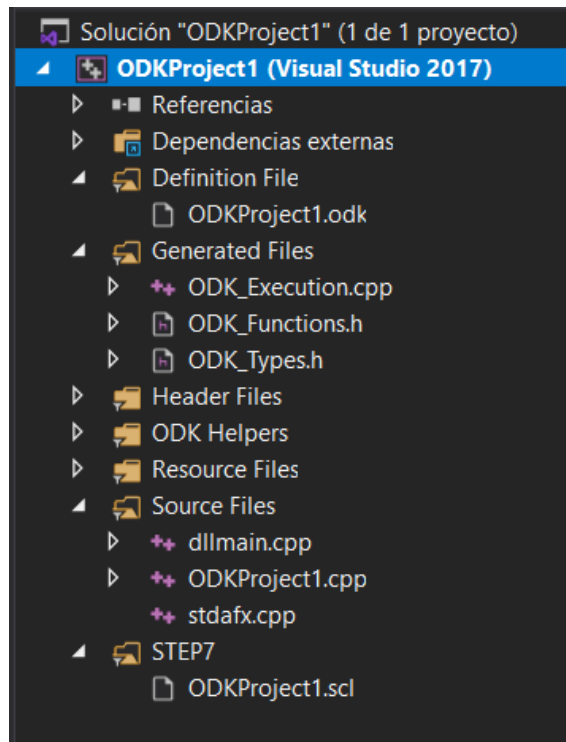 Solución "ODKProject1" (1 de 1 proyecto)
ODKProject1 (Visual Studio 2017)
Referencias
Dependencias externas
Definition File
ODKProject1.odk
Generated Files
ODK_Execution.cpp
ODK_Functions.h
ODK_Types.h
Header Files
ODK Helpers
Resource Files
Source Files
dllmain.cpp
ODKProject1.cpp
stdafx.cpp
STEP7
ODKProject1.scl